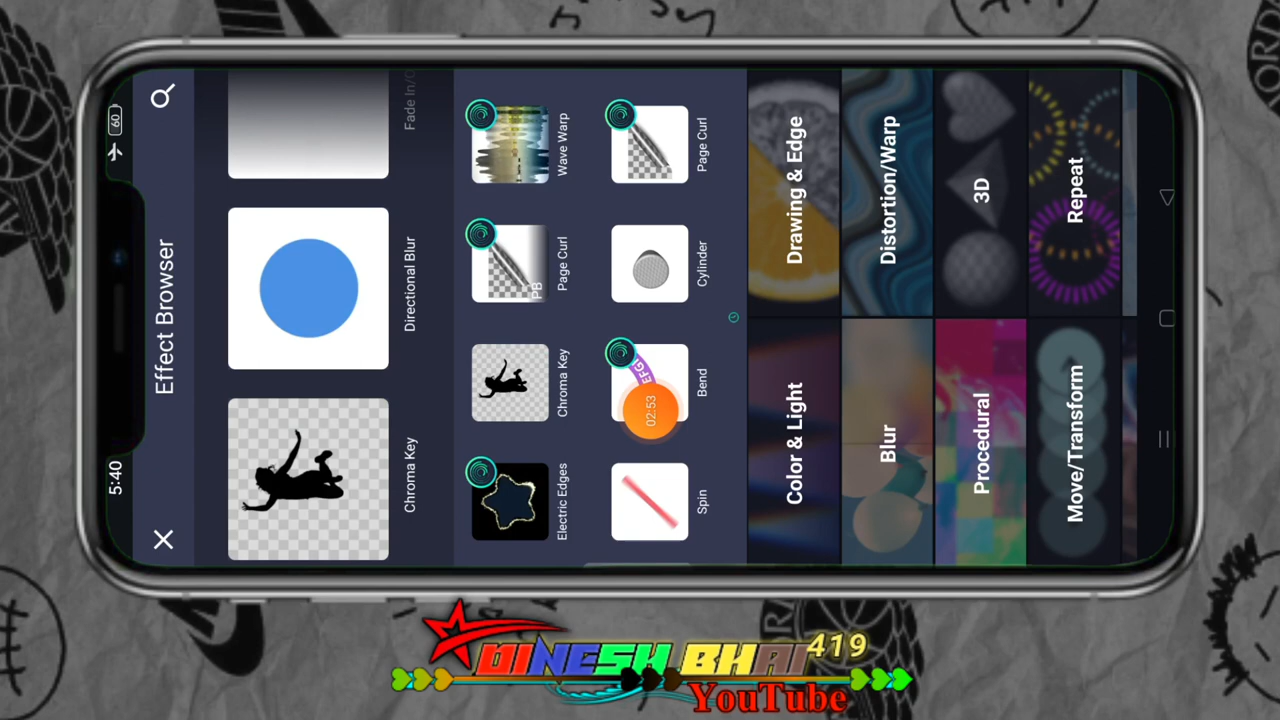 5:40
60
Effect Browser
Chroma Key
Directional Blur
Fade In/O
Electric Edges
Chroma Key
Page Curl
Wave Warp
PB
Spin
Bend
Cylinder
Page Curl
EFG
02:53
Color & Light
Drawing & Edge
Blur
Distortion/Warp
Procedural
3D
Move/Transform
Repeat
DINESH BHAI 419
YouTube